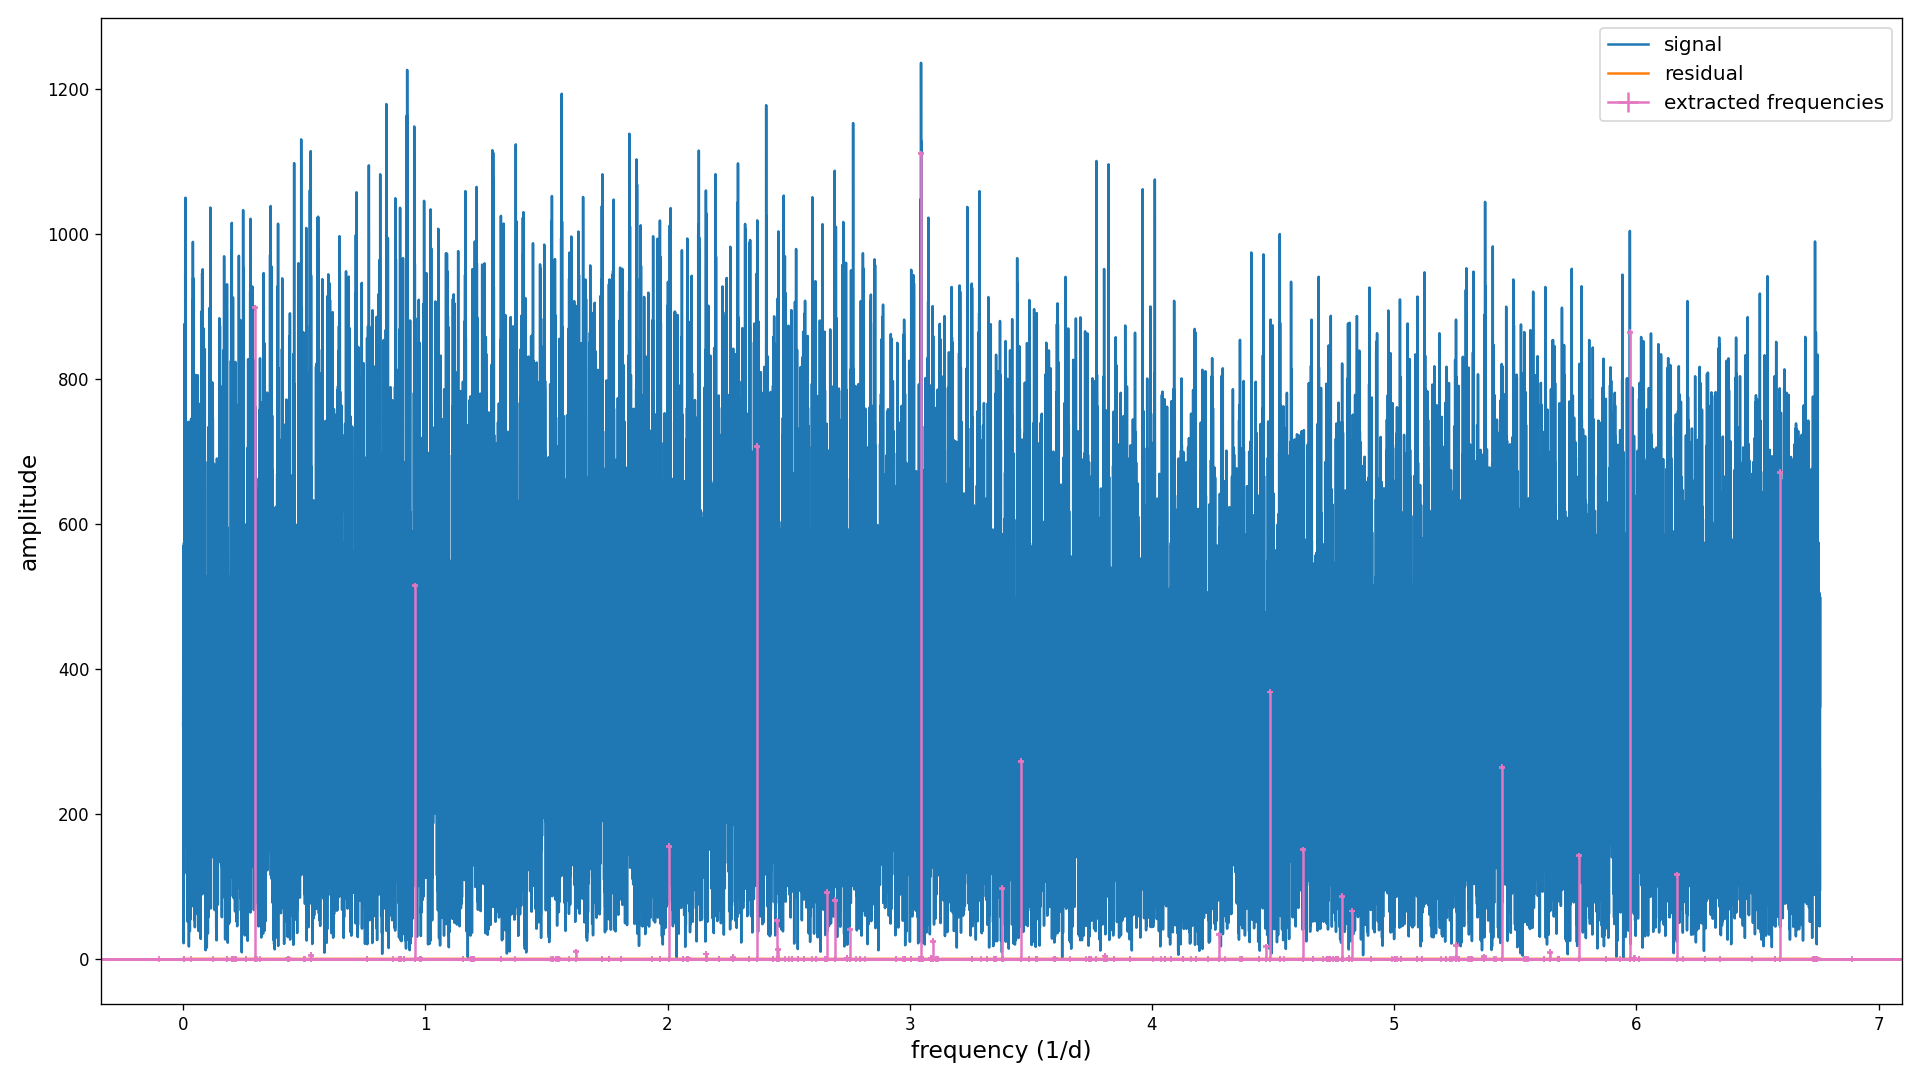 signal
residual
extracted frequencies
1200
1000
800
600
400
200
0
amplitude
0 1 2 3 4 5 6 7
frequency (1/d)